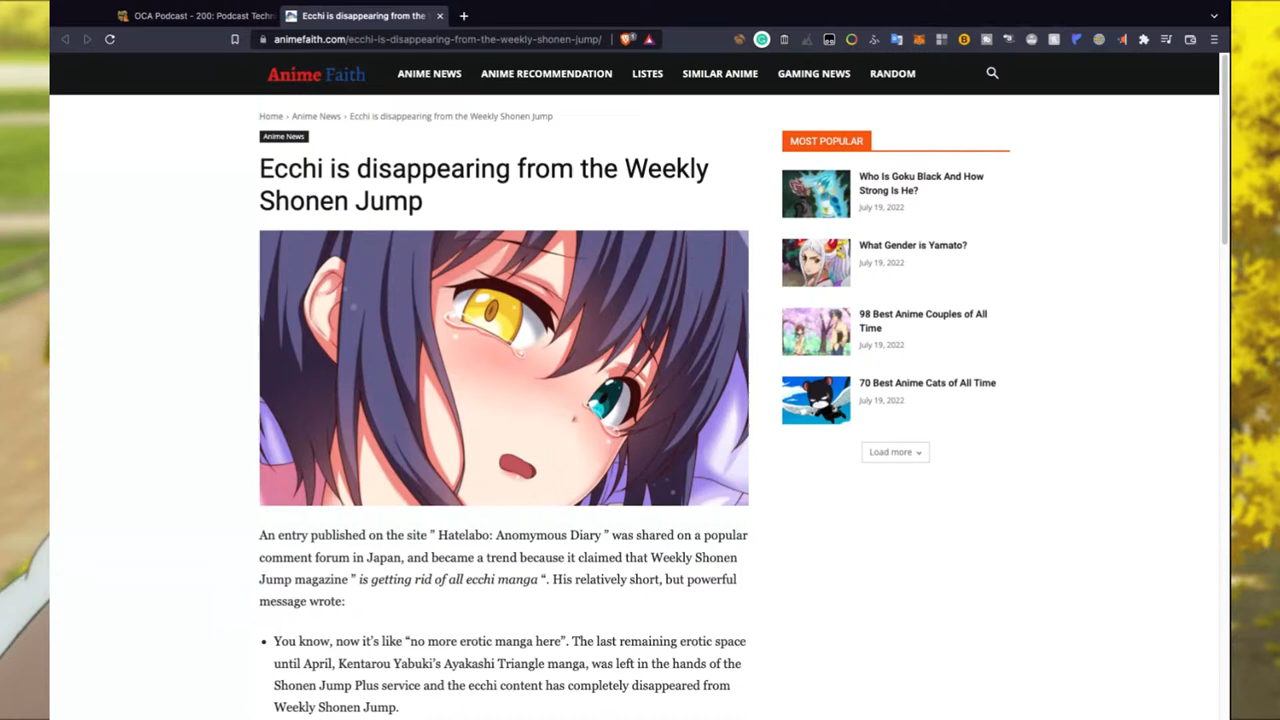 OCA Podcast - 200: Podcast Techn
Ecchi is disappearing from the
animefaith.com/ecchi-is-disappearing-from-the-weekly-shonen-jump/
Anime Faith
ANIME NEWS
ANIME RECOMMENDATION
LISTES
SIMILAR ANIME
GAMING NEWS
RANDOM
Home › Anime News › Ecchi is disappearing from the Weekly Shonen Jump
Anime News
Ecchi is disappearing from the Weekly
Shonen Jump
An entry published on the site ” Hatelabo: Anomymous Diary ” was shared on a popular
comment forum in Japan, and became a trend because it claimed that Weekly Shonen
Jump magazine ” is getting rid of all ecchi manga “. His relatively short, but powerful
message wrote:
• You know, now it’s like “no more erotic manga here”. The last remaining erotic space
until April, Kentarou Yabuki’s Ayakashi Triangle manga, was left in the hands of the
Shonen Jump Plus service and the ecchi content has completely disappeared from
Weekly Shonen Jump.
MOST POPULAR
Who Is Goku Black And How
Strong Is He?
July 19, 2022
What Gender is Yamato?
July 19, 2022
98 Best Anime Couples of All
Time
July 19, 2022
70 Best Anime Cats of All Time
July 19, 2022
Load more